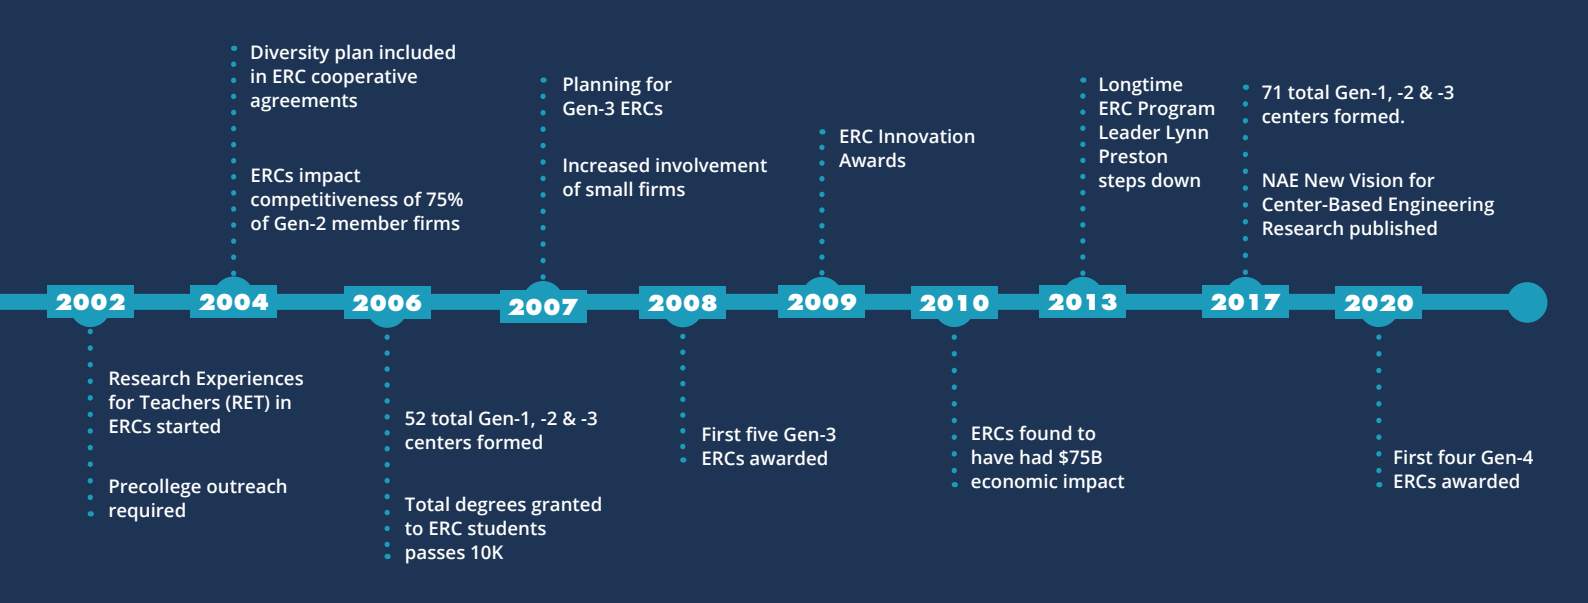 Diversity plan included
in ERC cooperative
agreements
ERCs impact
competitiveness of 75%
of Gen-2 member firms
Planning for
Gen-3 ERCs
Increased involvement
of small firms
ERC Innovation
Awards
Longtime
ERC Program
Leader Lynn
Preston
steps down
71 total Gen-1, -2 & -3
centers formed.
NAE New Vision for
Center-Based Engineering
Research published
2002 2004 2006 2007 2008 2009 2010 2013 2017 2020
Research Experiences
for Teachers (RET) in
ERCs started
Precollege outreach
required
52 total Gen-1, -2 & -3
centers formed
Total degrees granted
to ERC students
passes 10K
First five Gen-3
ERCs awarded
ERCs found to
have had $75B
economic impact
First four Gen-4
ERCs awarded